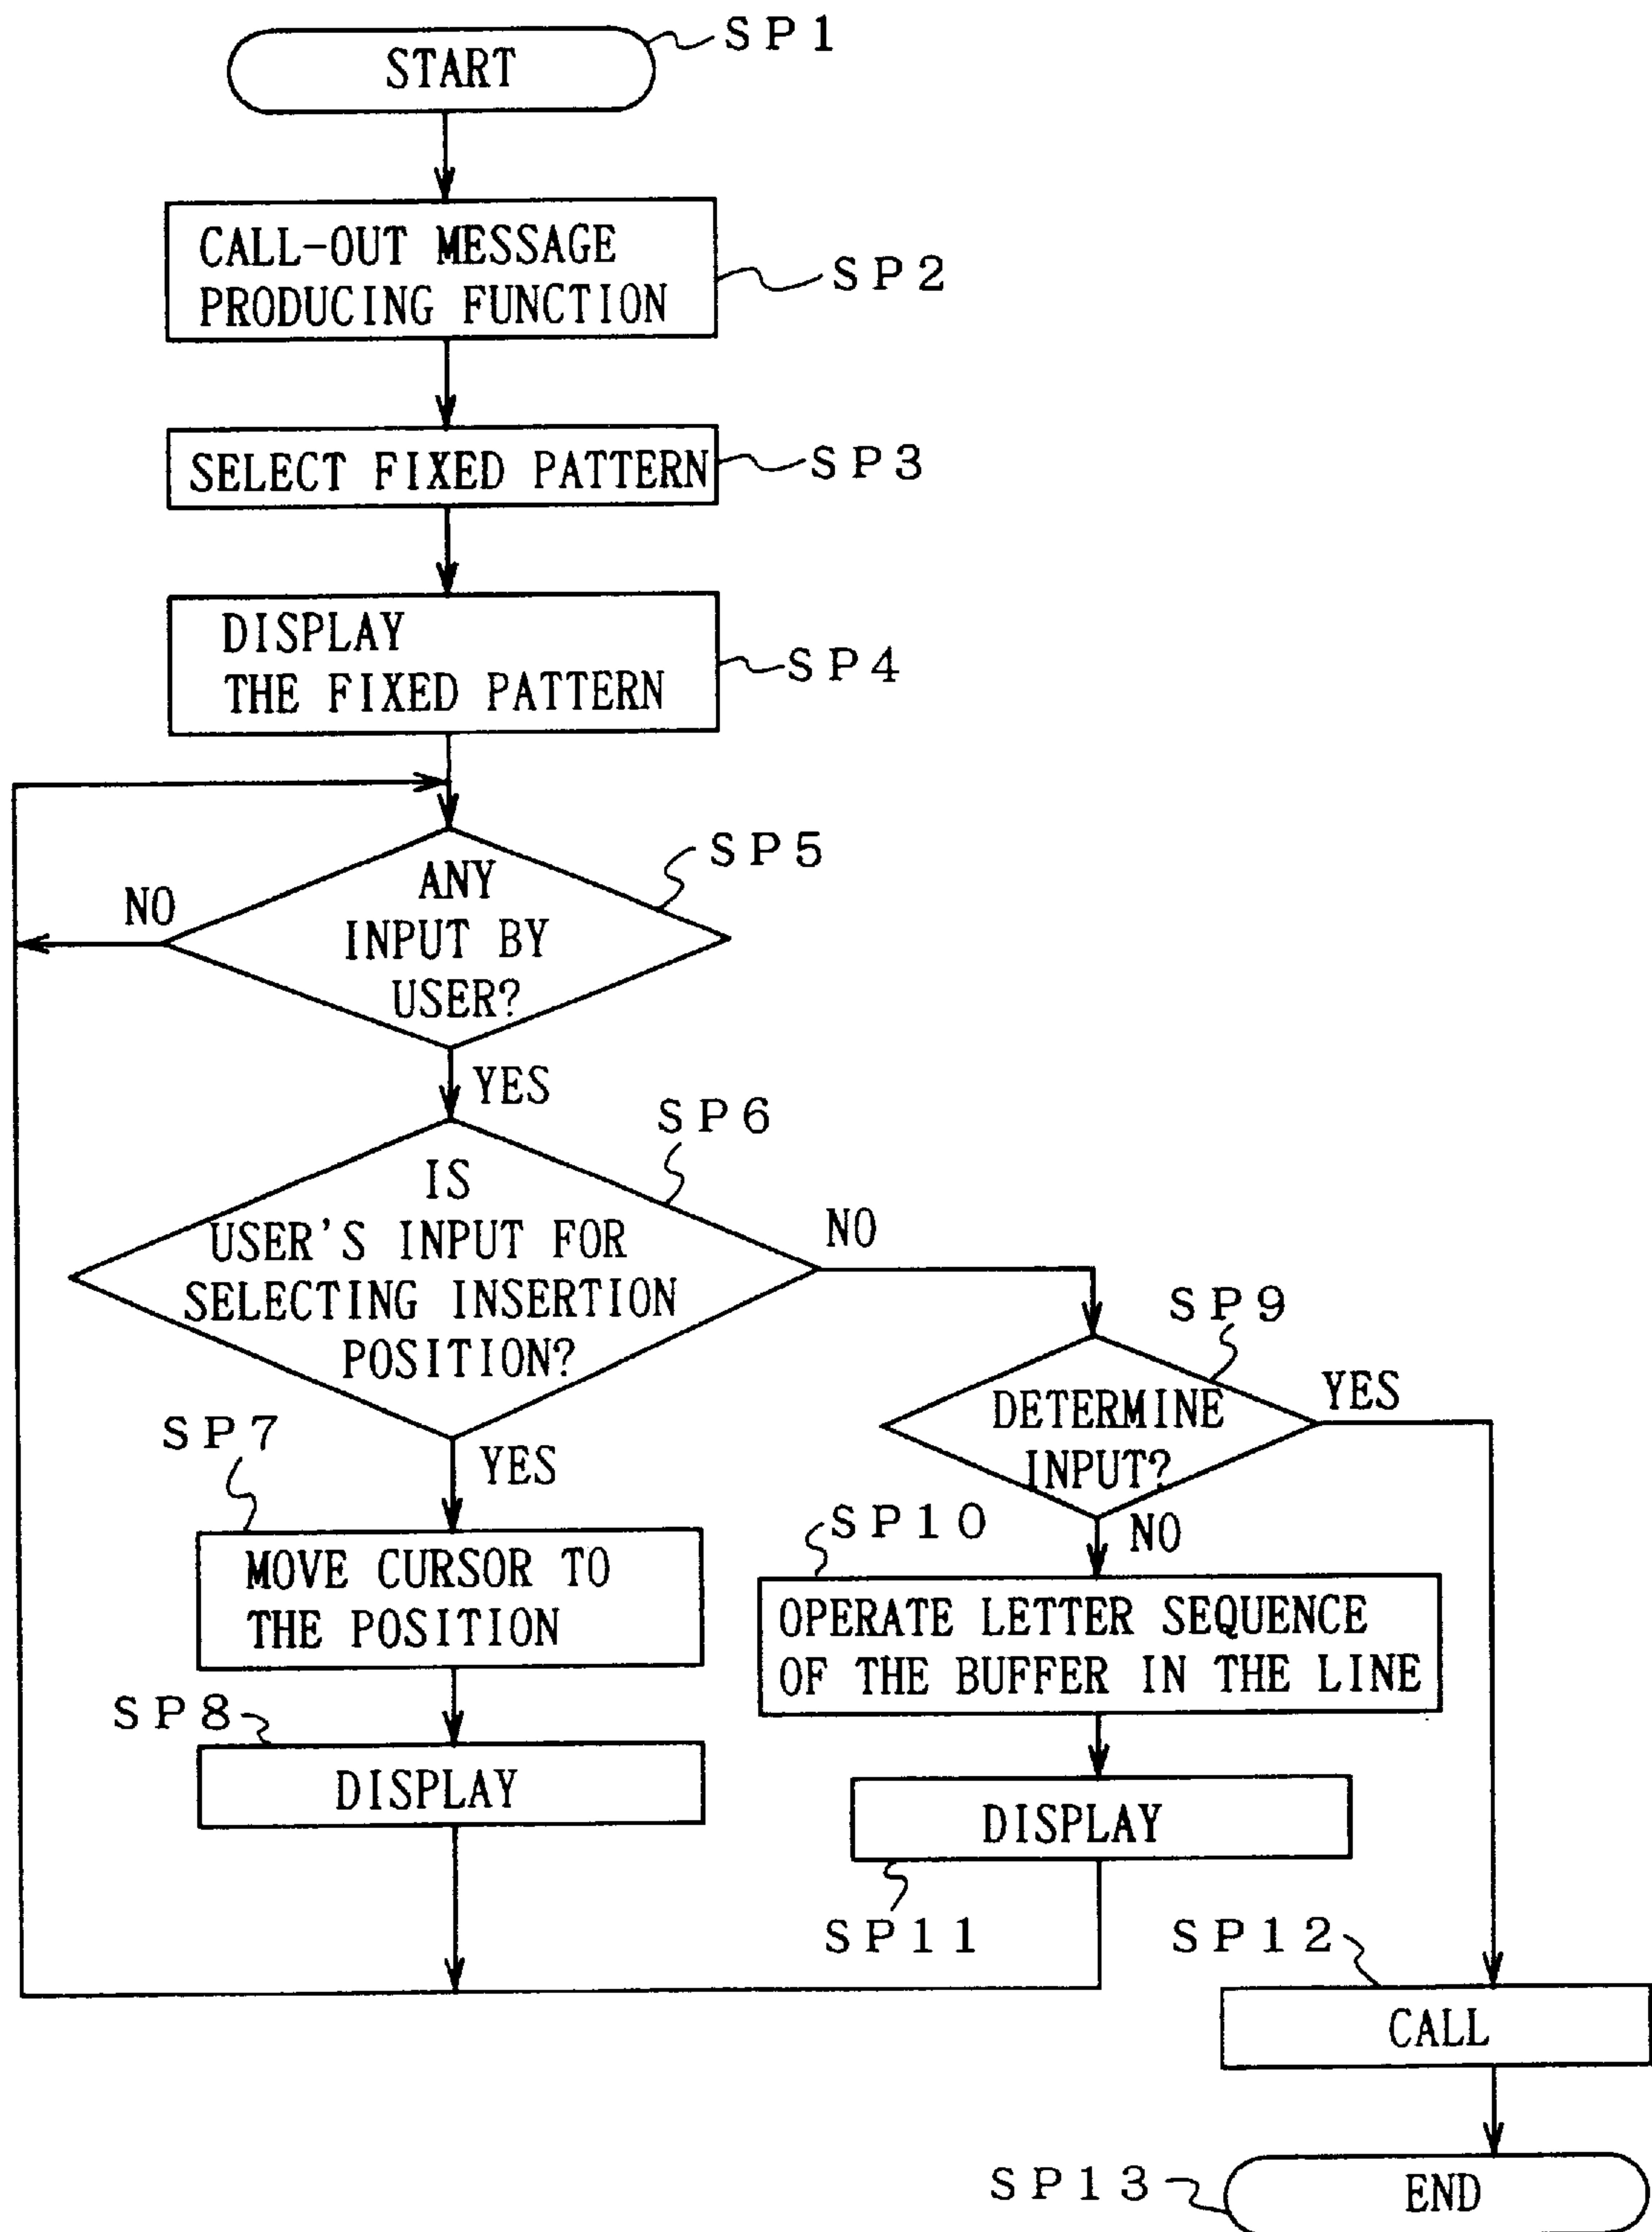 START
SP1
CALL-OUT MESSAGE
PRODUCING FUNCTION
SP2
SELECT FIXED PATTERN
SP3
DISPLAY
THE FIXED PATTERN
SP4
ANY
INPUT BY
USER?
SP5
NO
YES
SP6
IS
USER'S INPUT FOR
SELECTING INSERTION
POSITION?
NO
YES
SP7
MOVE CURSOR TO
THE POSITION
SP8
DISPLAY
SP9
DETERMINE
INPUT?
YES
NO
SP10
OPERATE LETTER SEQUENCE
OF THE BUFFER IN THE LINE
DISPLAY
SP11
SP12
CALL
SP13
END